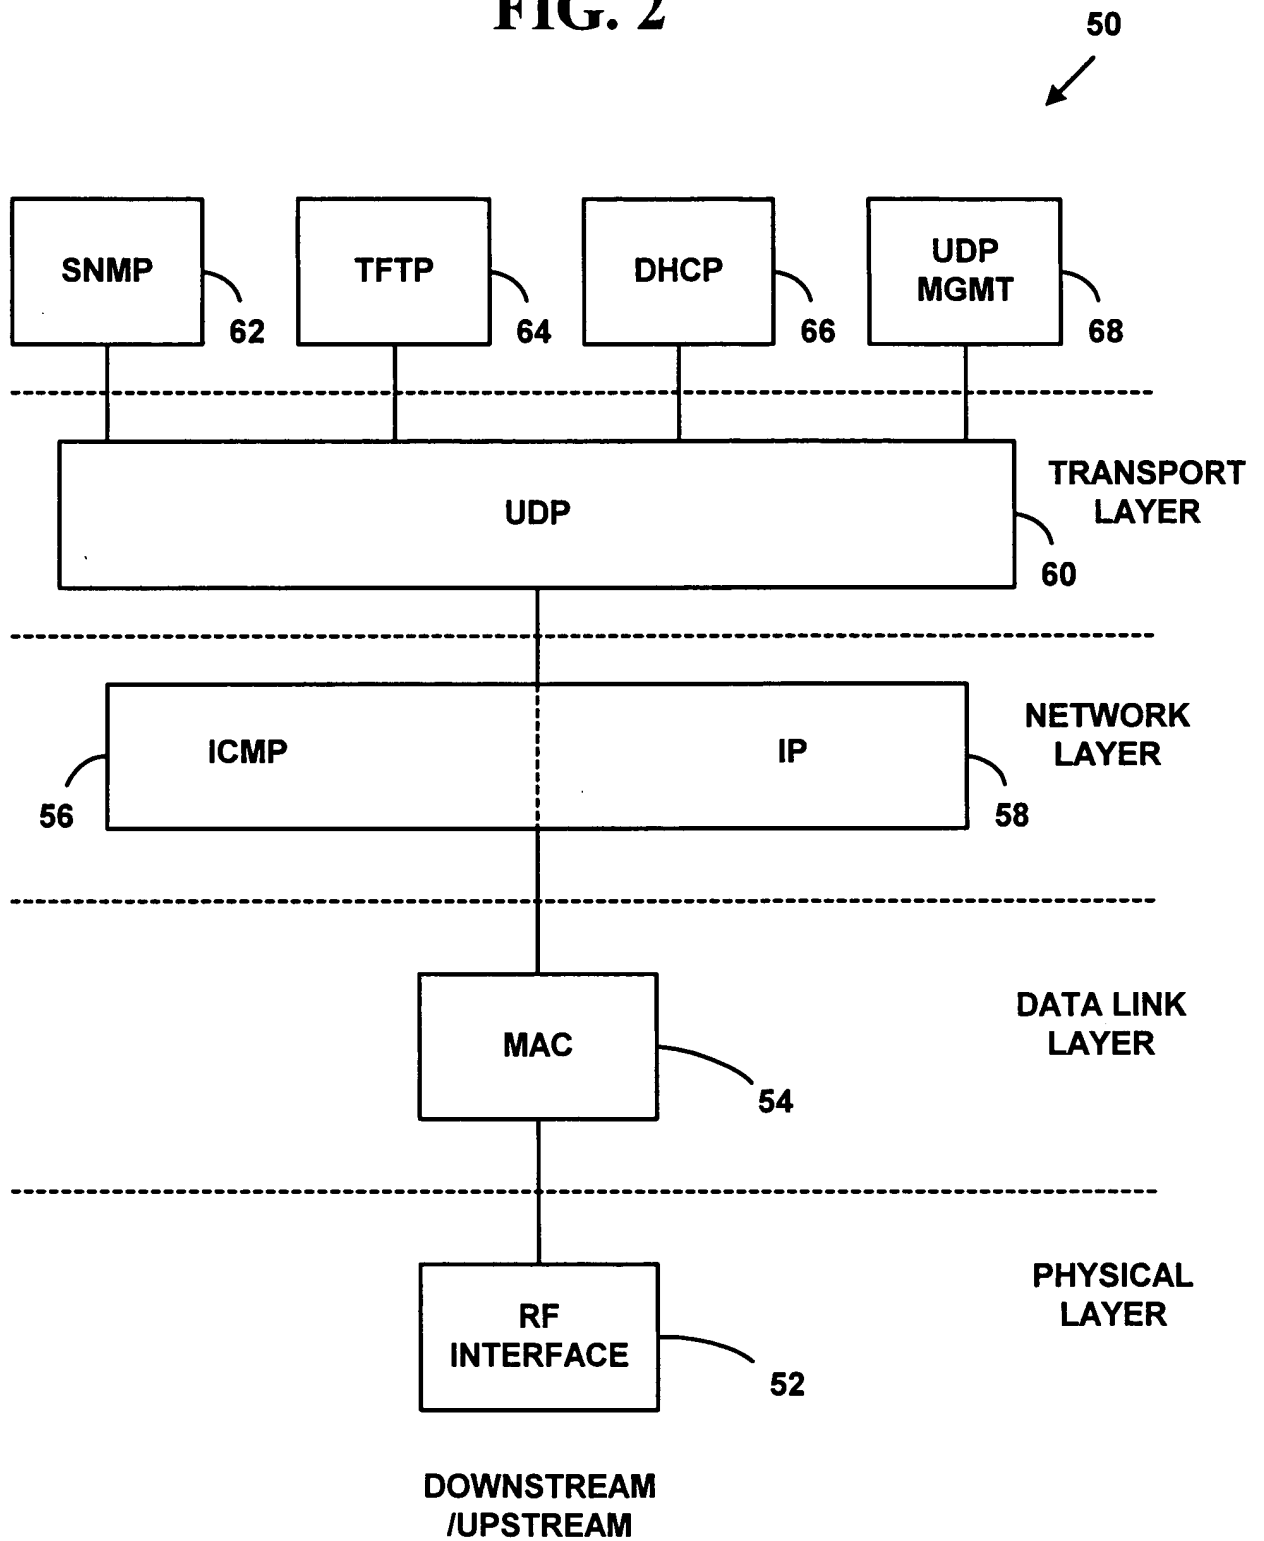 FIG. 2
50
SNMP
62
TFTP
64
DHCP
66
UDP
MGMT
68
UDP
60
TRANSPORT
LAYER
ICMP
56
IP
58
NETWORK
LAYER
MAC
54
DATA LINK
LAYER
RF
INTERFACE
52
PHYSICAL
LAYER
DOWNSTREAM
/UPSTREAM